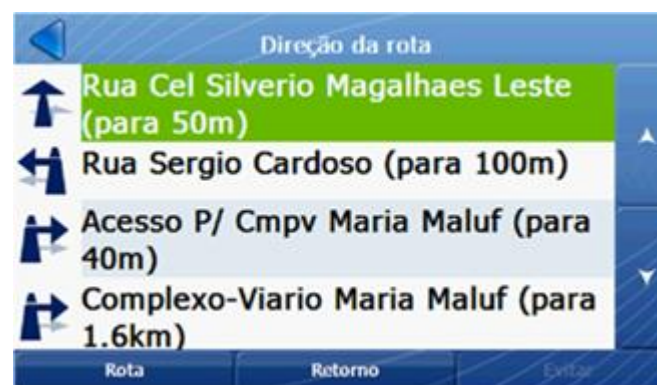 Direção da rota
Rua Cel Silverio Magalhaes Leste
(para 50m)
Rua Sergio Cardoso (para 100m)
Acesso P/ Cmpv Maria Maluf (para
40m)
Complexo-Viario Maria Maluf (para
1.6km)
Rota Retorno Evitar